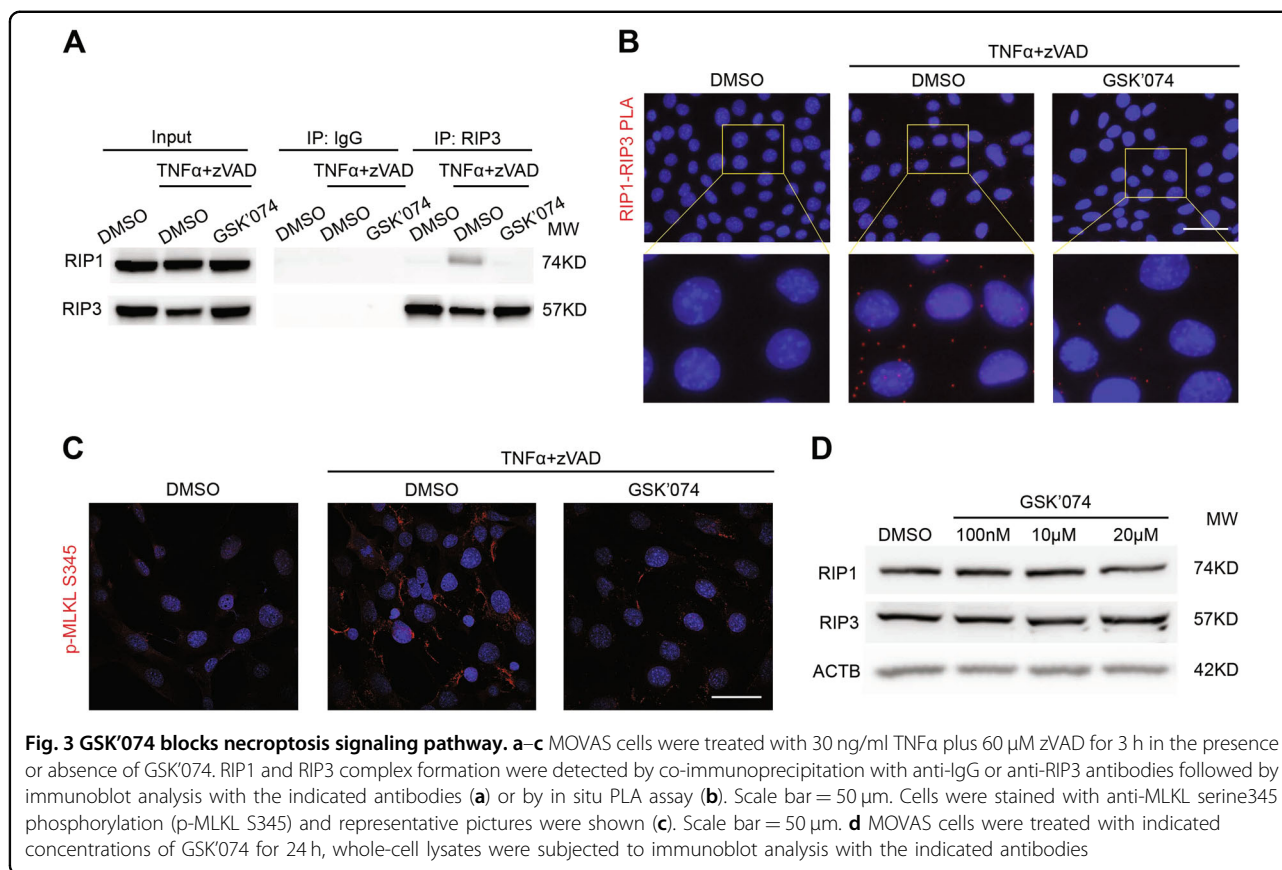 A
Input IP: IgG IP: RIP3
TNFα+zVAD TNFα+zVAD TNFα+zVAD
DMSO DMSO GSK'074 DMSO DMSO GSK'074 DMSO DMSO GSK'074 MW
RIP1 74KD
RIP3 57KD
B
TNFα+zVAD
DMSO DMSO GSK'074
RIP1-RIP3 PLA
C
TNFα+zVAD
DMSO DMSO GSK'074
p-MLKL S345
D
GSK'074
DMSO 100nM 10μM 20μM MW
RIP1 74KD
RIP3 57KD
ACTB 42KD
Fig. 3 GSK'074 blocks necroptosis signaling pathway. a–c MOVAS cells were treated with 30 ng/ml TNFα plus 60 μM zVAD for 3 h in the presence
or absence of GSK'074. RIP1 and RIP3 complex formation were detected by co-immunoprecipitation with anti-IgG or anti-RIP3 antibodies followed by
immunoblot analysis with the indicated antibodies (a) or by in situ PLA assay (b). Scale bar = 50 μm. Cells were stained with anti-MLKL serine345
phosphorylation (p-MLKL S345) and representative pictures were shown (c). Scale bar = 50 μm. d MOVAS cells were treated with indicated
concentrations of GSK'074 for 24 h, whole-cell lysates were subjected to immunoblot analysis with the indicated antibodies